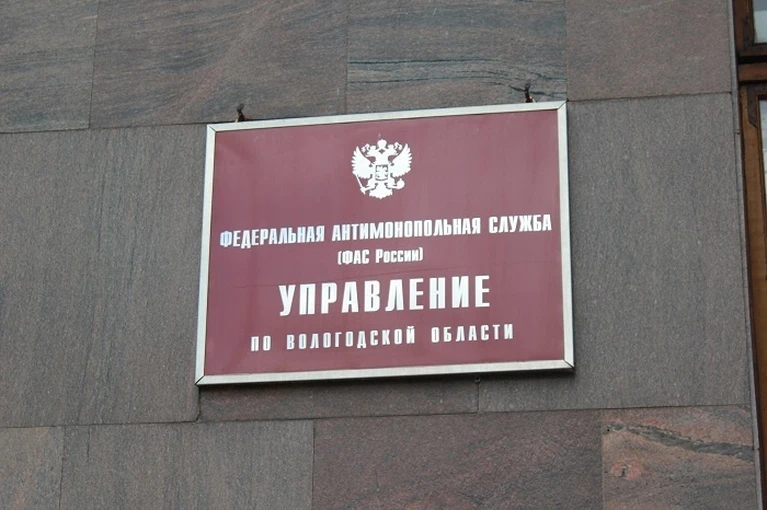 ФЕДЕРАЛЬНАЯ АНТИМОНОПОЛЬНАЯ СЛУЖБА
(ФАС России)
УПРАВЛЕНИЕ
ПО ВОЛОГОДСКОЙ ОБЛАСТИ